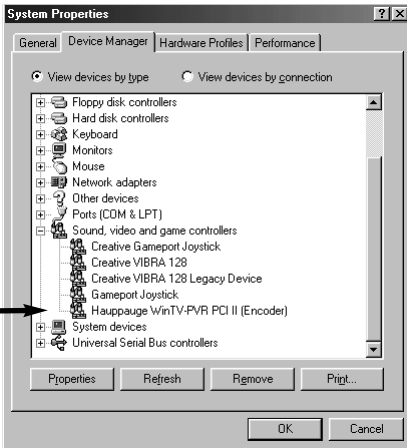 System Properties
General Device Manager Hardware Profiles Performance
View devices by type View devices by connection
Floppy disk controllers
Hard disk controllers
Keyboard
Monitors
Mouse
Network adapters
Other devices
Ports (COM & LPT)
Sound, video and game controllers
Creative Gameport Joystick
Creative VIBRA 128
Creative VIBRA 128 Legacy Device
Gameport Joystick
Hauppauge WinTV-PVR PCI II (Encoder)
System devices
Universal Serial Bus controllers
Properties Refresh Remove Print...
OK Cancel